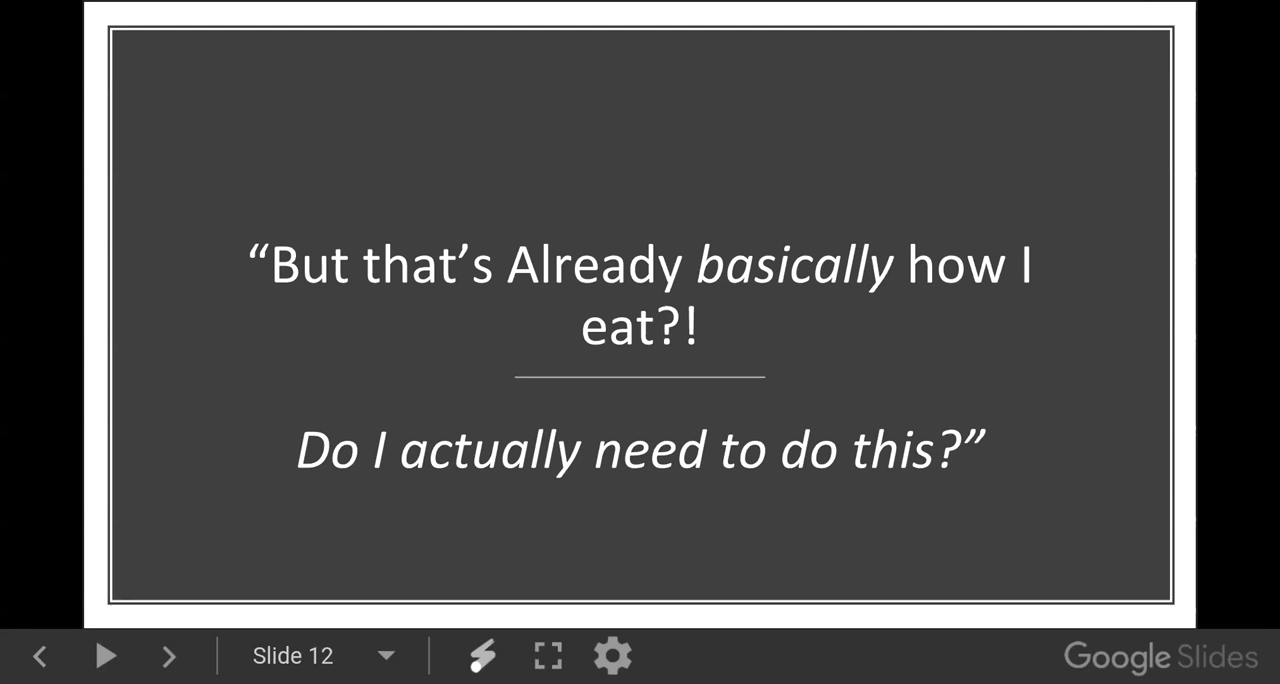 “But that’s Already basically how I
eat?!
Do I actually need to do this?”
Slide 12
Google Slides